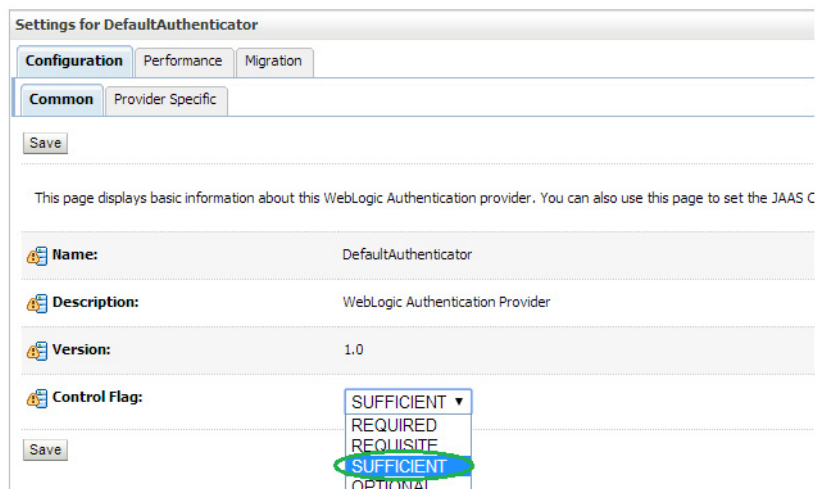 Settings for DefaultAuthenticator
Configuration Performance Migration
Common Provider Specific
Save
This page displays basic information about this WebLogic Authentication provider. You can also use this page to set the JAAS C
Name: DefaultAuthenticator
Description: WebLogic Authentication Provider
Version: 1.0
Control Flag: SUFFICIENT
REQUIRED
REQUISITE
Save
SUFFICIENT
OPTIONAL